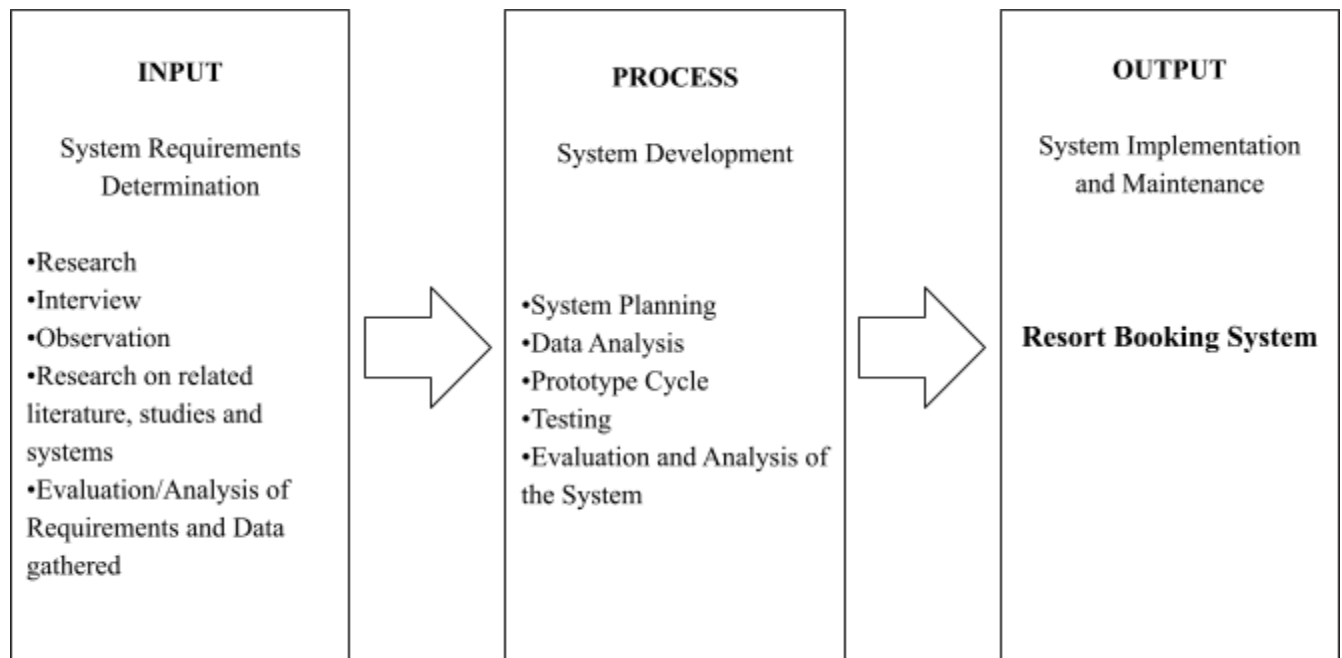 INPUT
System Requirements
Determination
•Research
•Interview
•Observation
•Research on related
literature, studies and
systems
•Evaluation/Analysis of
Requirements and Data
gathered
PROCESS
System Development
•System Planning
•Data Analysis
•Prototype Cycle
•Testing
•Evaluation and Analysis of
the System
OUTPUT
System Implementation
and Maintenance
Resort Booking System